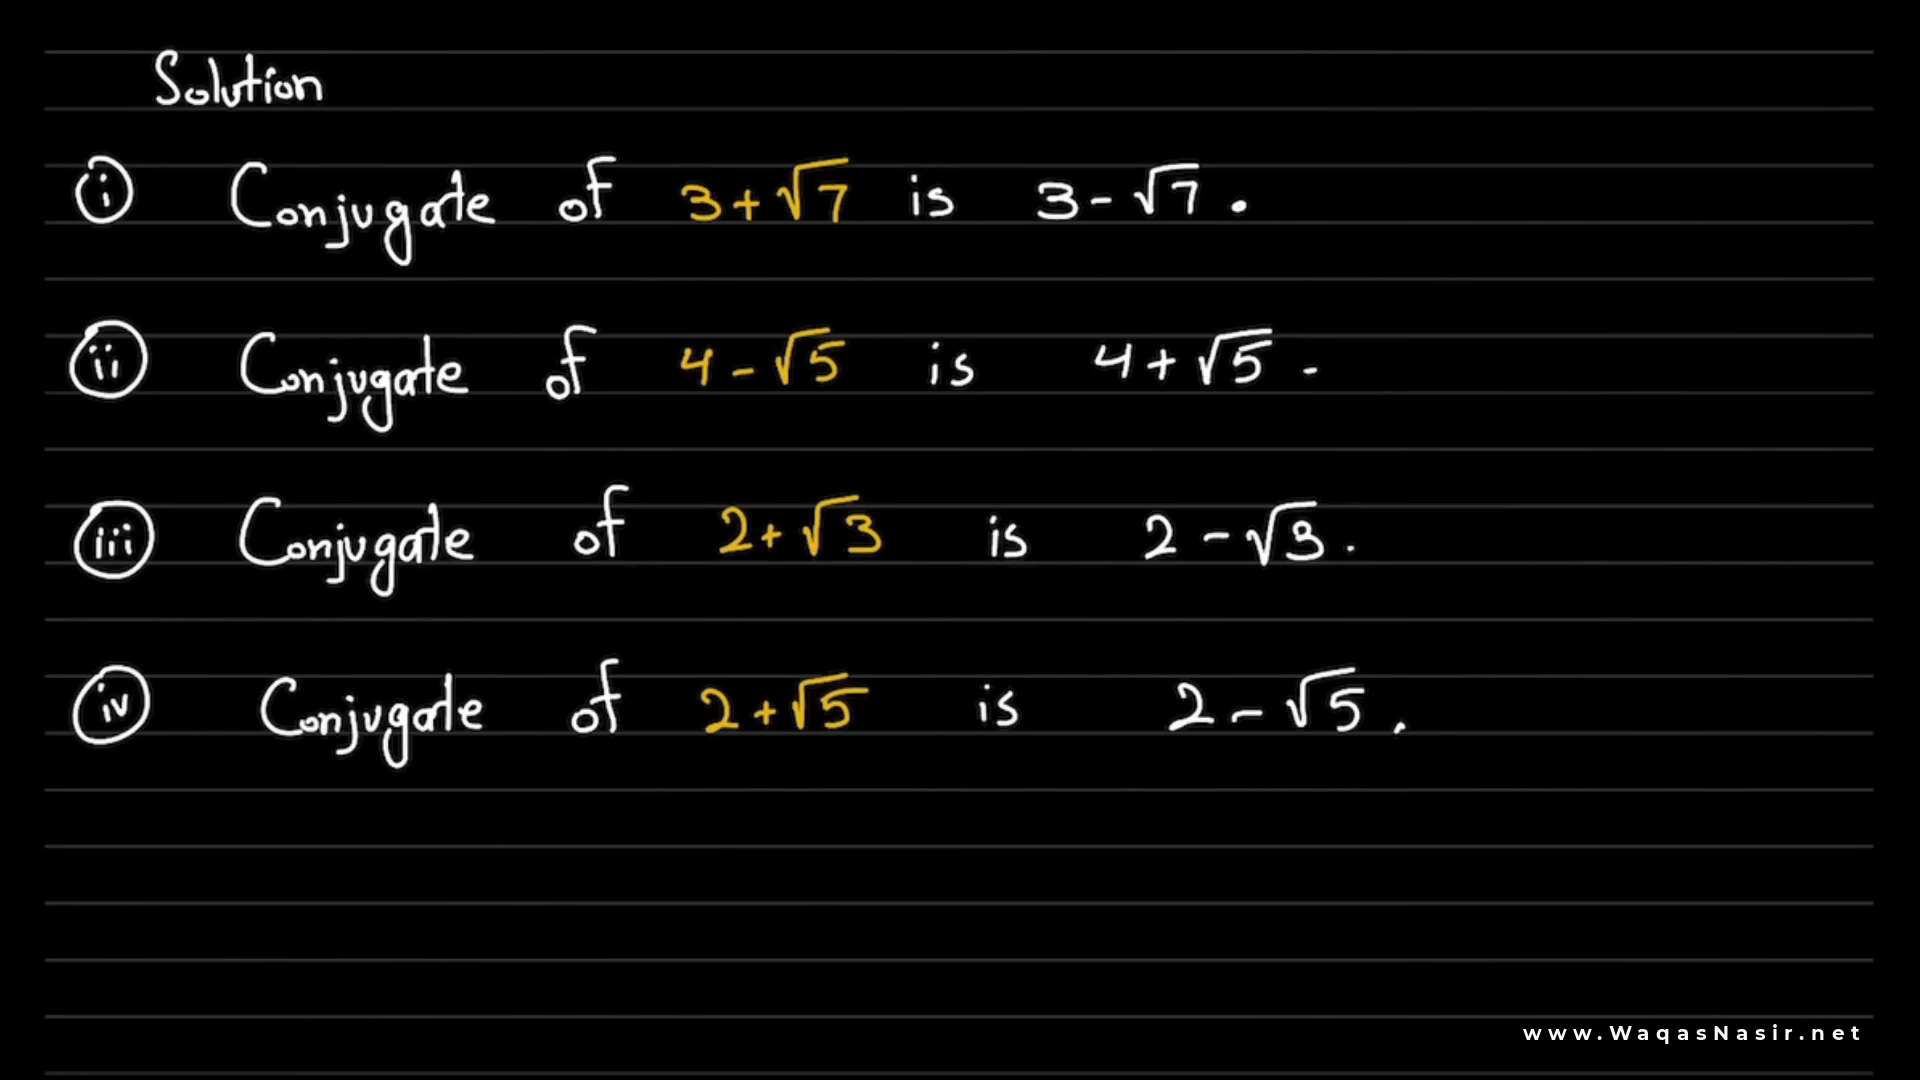 Solution
(i) Conjugate of 3+√7 is 3-√7.
(ii) Conjugate of 4-√5 is 4+√5.
(iii) Conjugate of 2+√3 is 2-√3.
(iv) Conjugate of 2+√5 is 2-√5.
www.WaqasNasir.net